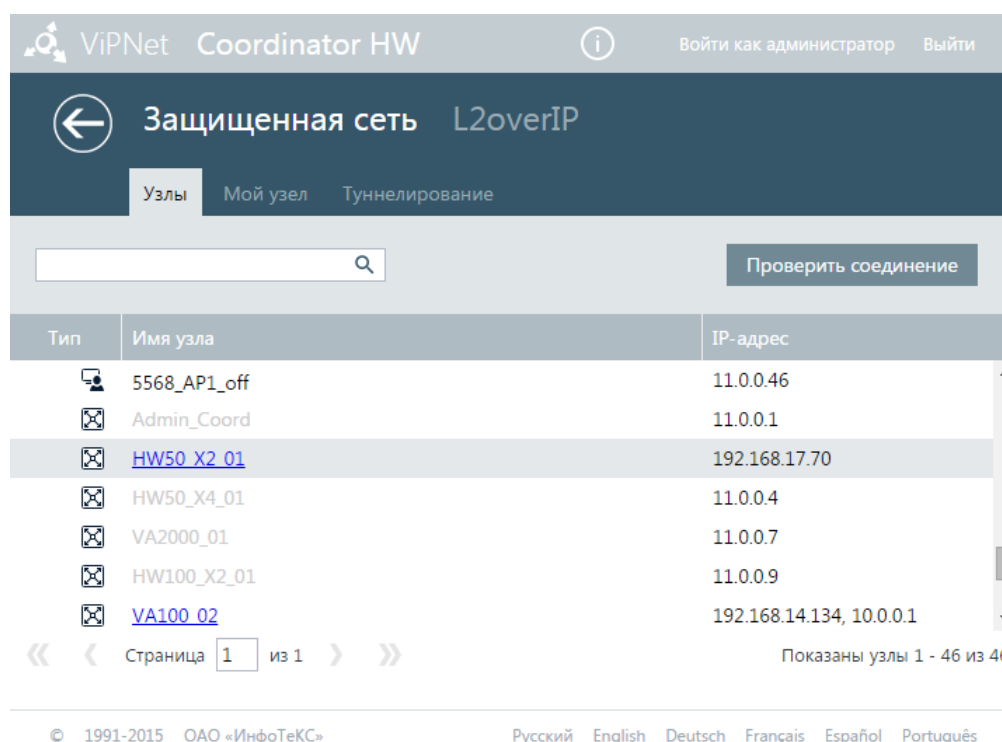 ViPNet Coordinator HW i Войти как администратор Выйти
Защищенная сеть L2overIP
Узлы Мой узел Туннелирование
Проверить соединение
Тип Имя узла IP-адрес
5568_AP1_off 11.0.0.46
Admin_Coord 11.0.0.1
HW50_X2_01 192.168.17.70
HW50_X4_01 11.0.0.4
VA2000_01 11.0.0.7
HW100_X2_01 11.0.0.9
VA100_02 192.168.14.134, 10.0.0.1
Страница 1 из 1 Показаны узлы 1 - 46 из 46
© 1991-2015 ОАО «ИнфоТеКС» Русский English Deutsch Français Español Português